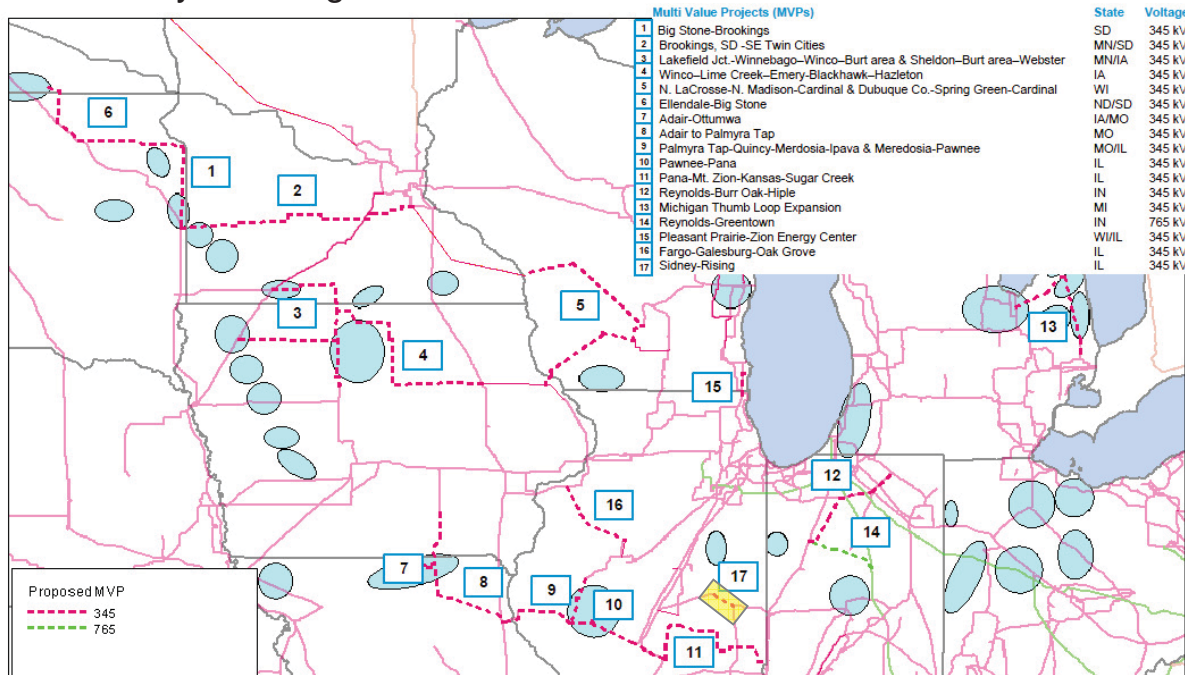 Multi Value Projects (MVPs) State Voltage
1 Big Stone-Brookings SD 345 kV
2 Brookings, SD -SE Twin Cities MN/SD 345 kV
3 Lakefield Jct.-Winnebago–Winco–Burt area & Sheldon–Burt area–Webster MN/IA 345 kV
4 Winco–Lime Creek–Emery-Blackhawk–Hazleton IA 345 kV
5 N. LaCrosse-N. Madison-Cardinal & Dubuque Co.-Spring Green-Cardinal WI 345 kV
6 Ellendale-Big Stone ND/SD 345 kV
7 Adair-Ottumwa IA/MO 345 kV
8 Adair to Palmyra Tap MO 345 kV
9 Palmyra Tap-Quincy-Merdosia-Ipava & Meredosia-Pawnee MO/IL 345 kV
10 Pawnee-Pana IL 345 kV
11 Pana-Mt. Zion-Kansas-Sugar Creek IL 345 kV
12 Reynolds-Burr Oak-Hiple IN 345 kV
13 Michigan Thumb Loop Expansion MI 345 kV
14 Reynolds-Greentown IN 765 kV
15 Pleasant Prairie-Zion Energy Center WI/IL 345 kV
16 Fargo-Galesburg-Oak Grove IL 345 kV
17 Sidney-Rising IL 345 kV
6
1
2
3
4
5
13
15
12
16
14
7
8
9
10
17
11
Proposed MVP
345
765